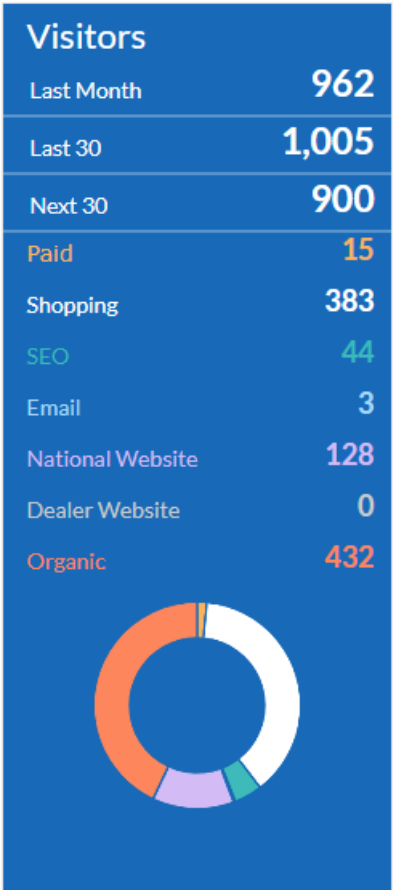 Visitors
Last Month 962
Last 30 1,005
Next 30 900
Paid 15
Shopping 383
SEO 44
Email 3
National Website 128
Dealer Website 0
Organic 432